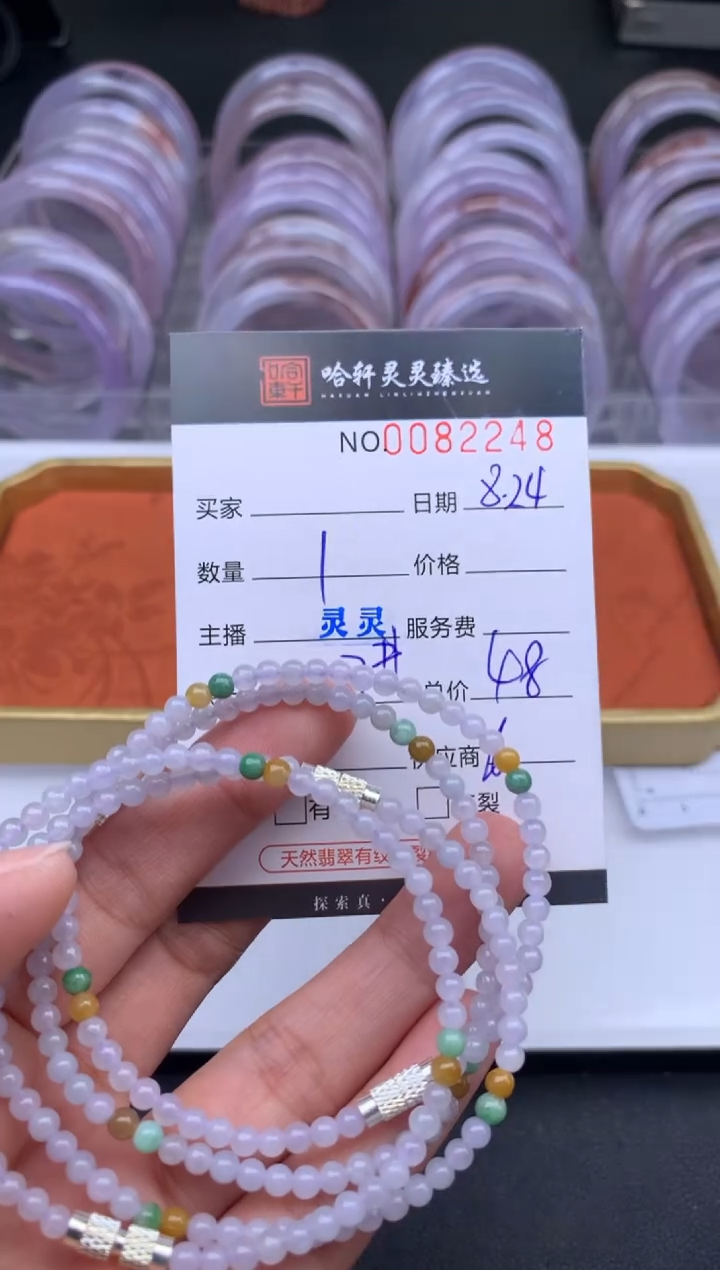 哈轩灵灵臻选
NO.0082248
买家 日期 8.24
数量 1 价格
主播 灵灵 服务费
总价 48
供应商
有 裂
天然翡翠有纹裂
探索真·